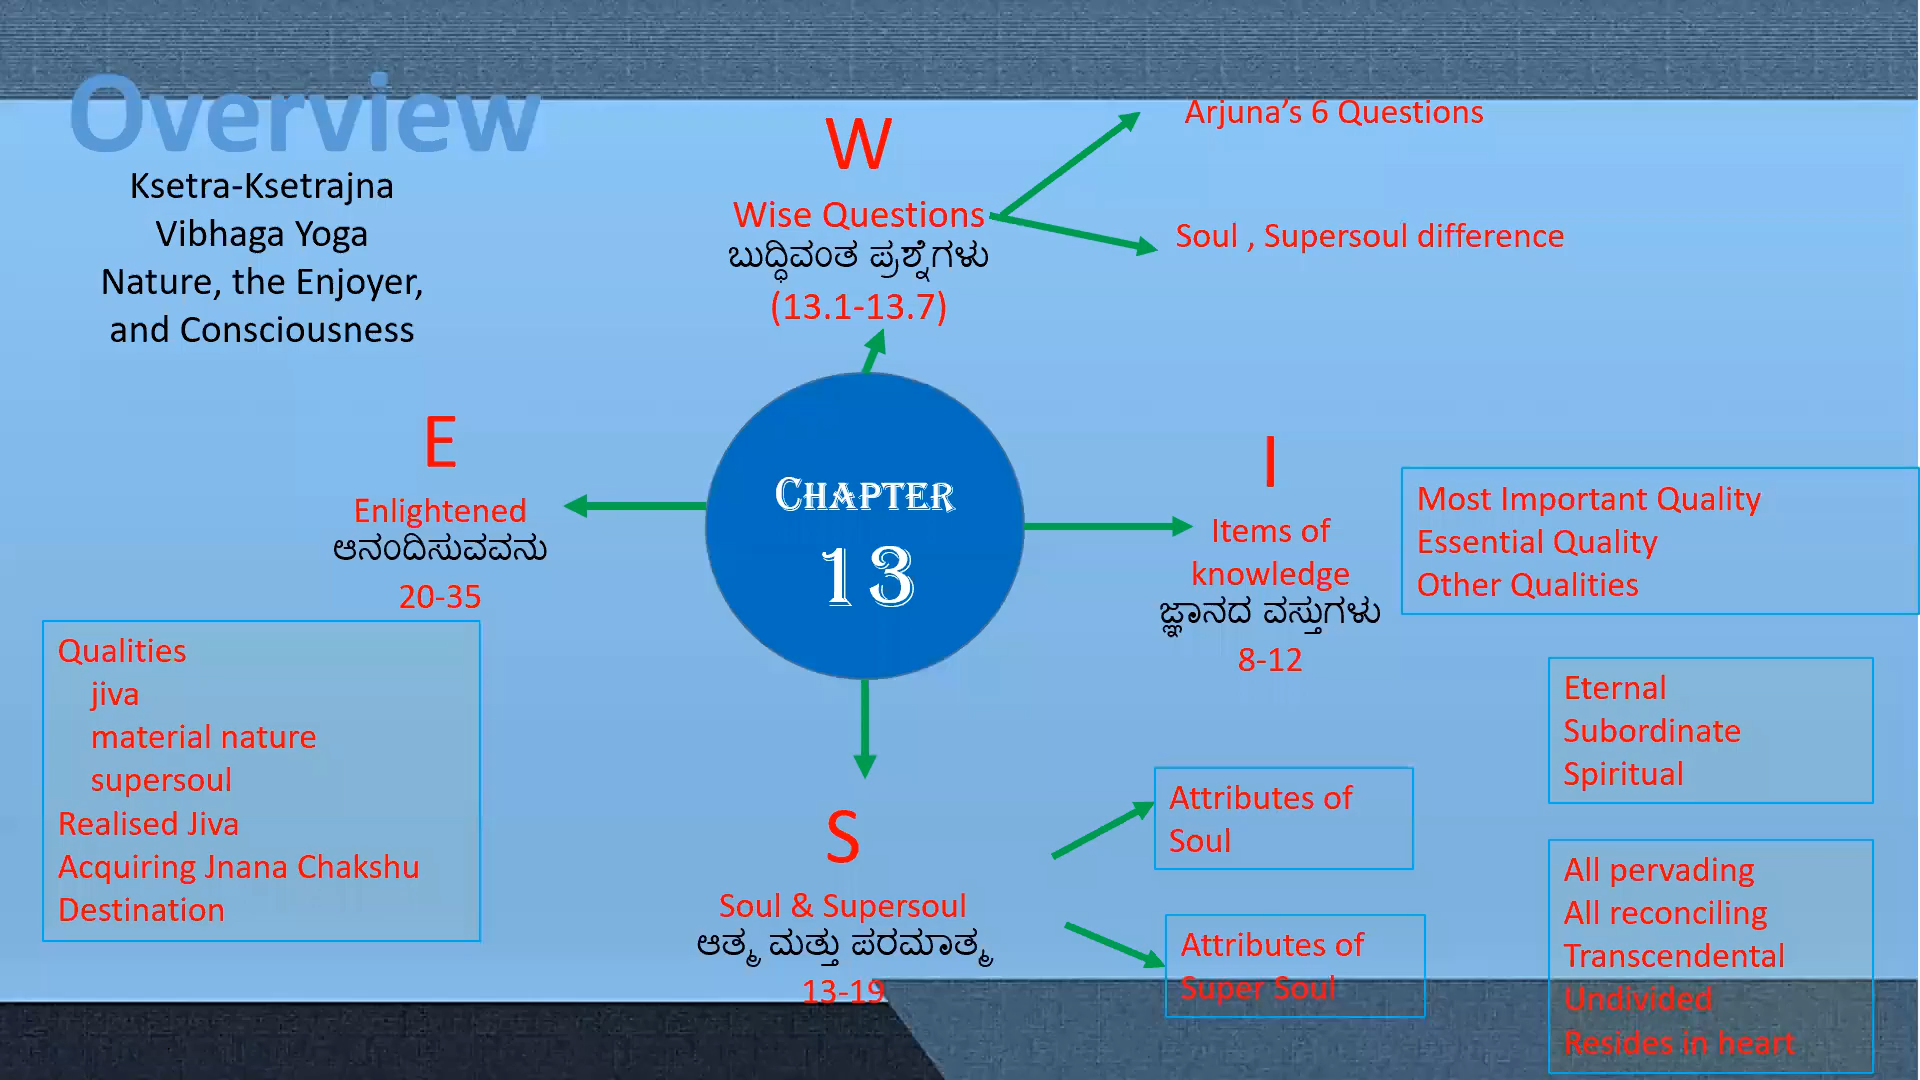 Overview
Ksetra-Ksetrajna
Vibhaga Yoga
Nature, the Enjoyer,
and Consciousness
W
Wise Questions
ಬುದ್ಧಿವಂತ ಪ್ರಶ್ನೆಗಳು
(13.1-13.7)
Arjuna’s 6 Questions
Soul , Supersoul difference
Chapter
13
E
Enlightened
ಆನಂದಿಸುವವನು
20-35
Qualities
jiva
material nature
supersoul
Realised Jiva
Acquiring Jnana Chakshu
Destination
I
Items of
knowledge
ಜ್ಞಾನದ ವಸ್ತುಗಳು
8-12
Most Important Quality
Essential Quality
Other Qualities
S
Soul & Supersoul
ಆತ್ಮ ಮತ್ತು ಪರಮಾತ್ಮ
13-19
Attributes of
Soul
Eternal
Subordinate
Spiritual
Attributes of
Super Soul
All pervading
All reconciling
Transcendental
Undivided
Resides in heart